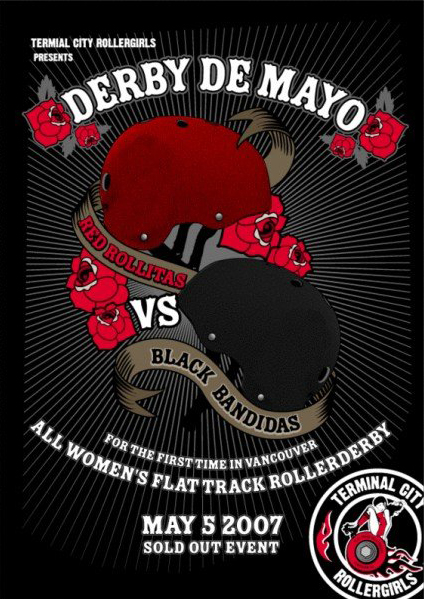 TERMIAL CITY ROLLERGIRLS
PRESENTS
DERBY DE MAYO
RED ROLLITAS
VS
BLACK BANDIDAS
FOR THE FIRST TIME IN VANCOUVER
ALL WOMEN'S FLAT TRACK ROLLERDERBY
MAY 5 2007
SOLD OUT EVENT
TERMINAL CITY
ROLLERGIRLS